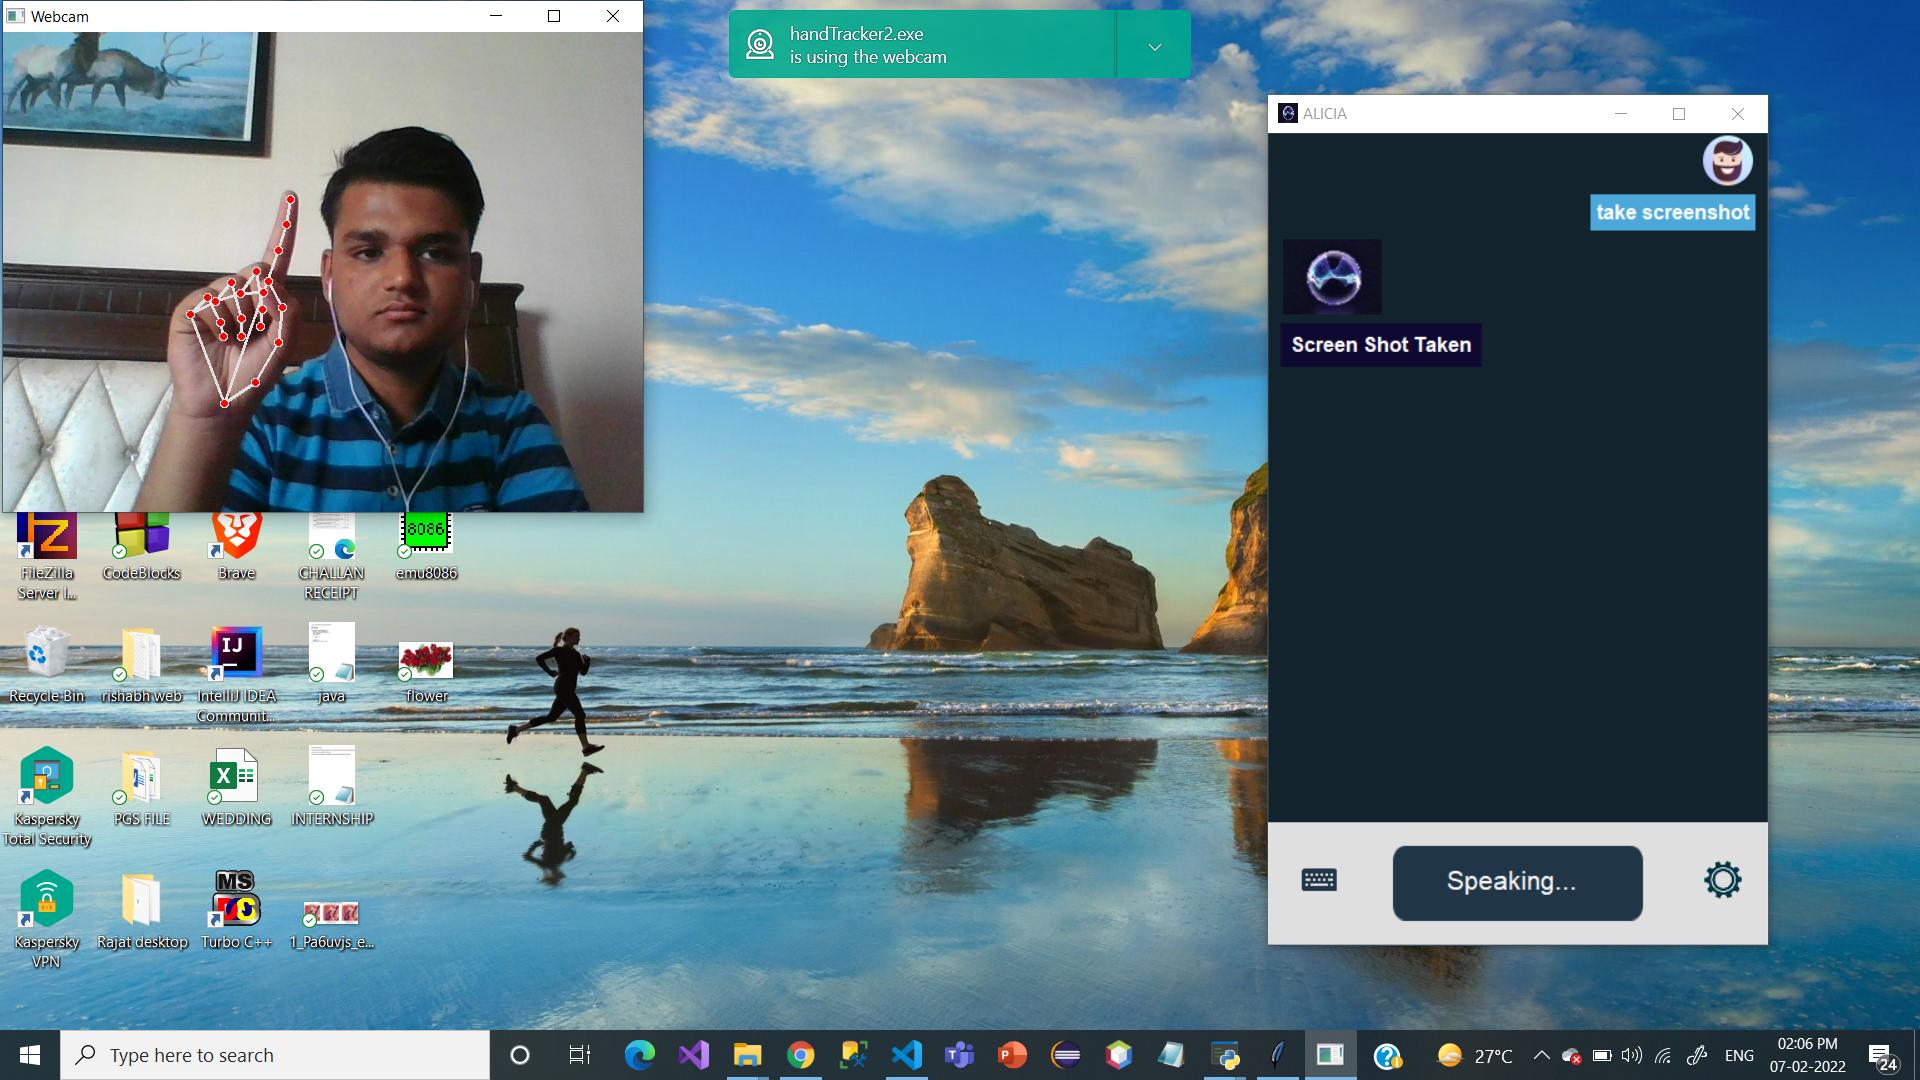 Webcam
handTracker2.exe
is using the webcam
ALICIA
take screenshot
Screen Shot Taken
Speaking...
8086
FileZilla
Server I...
CodeBlocks
Brave
CHALLAN
RECEIPT
emu8086
IJ
Recycle Bin
rishabh web
IntelliJ IDEA
Communit...
java
flower
Kaspersky
Total Security
PGS FILE
WEDDING
INTERNSHIP
MS
Kaspersky
VPN
Rajat desktop
Turbo C++
1_Pa6uvjs_e...
Type here to search
27°C
ENG
02:06 PM
07-02-2022
24